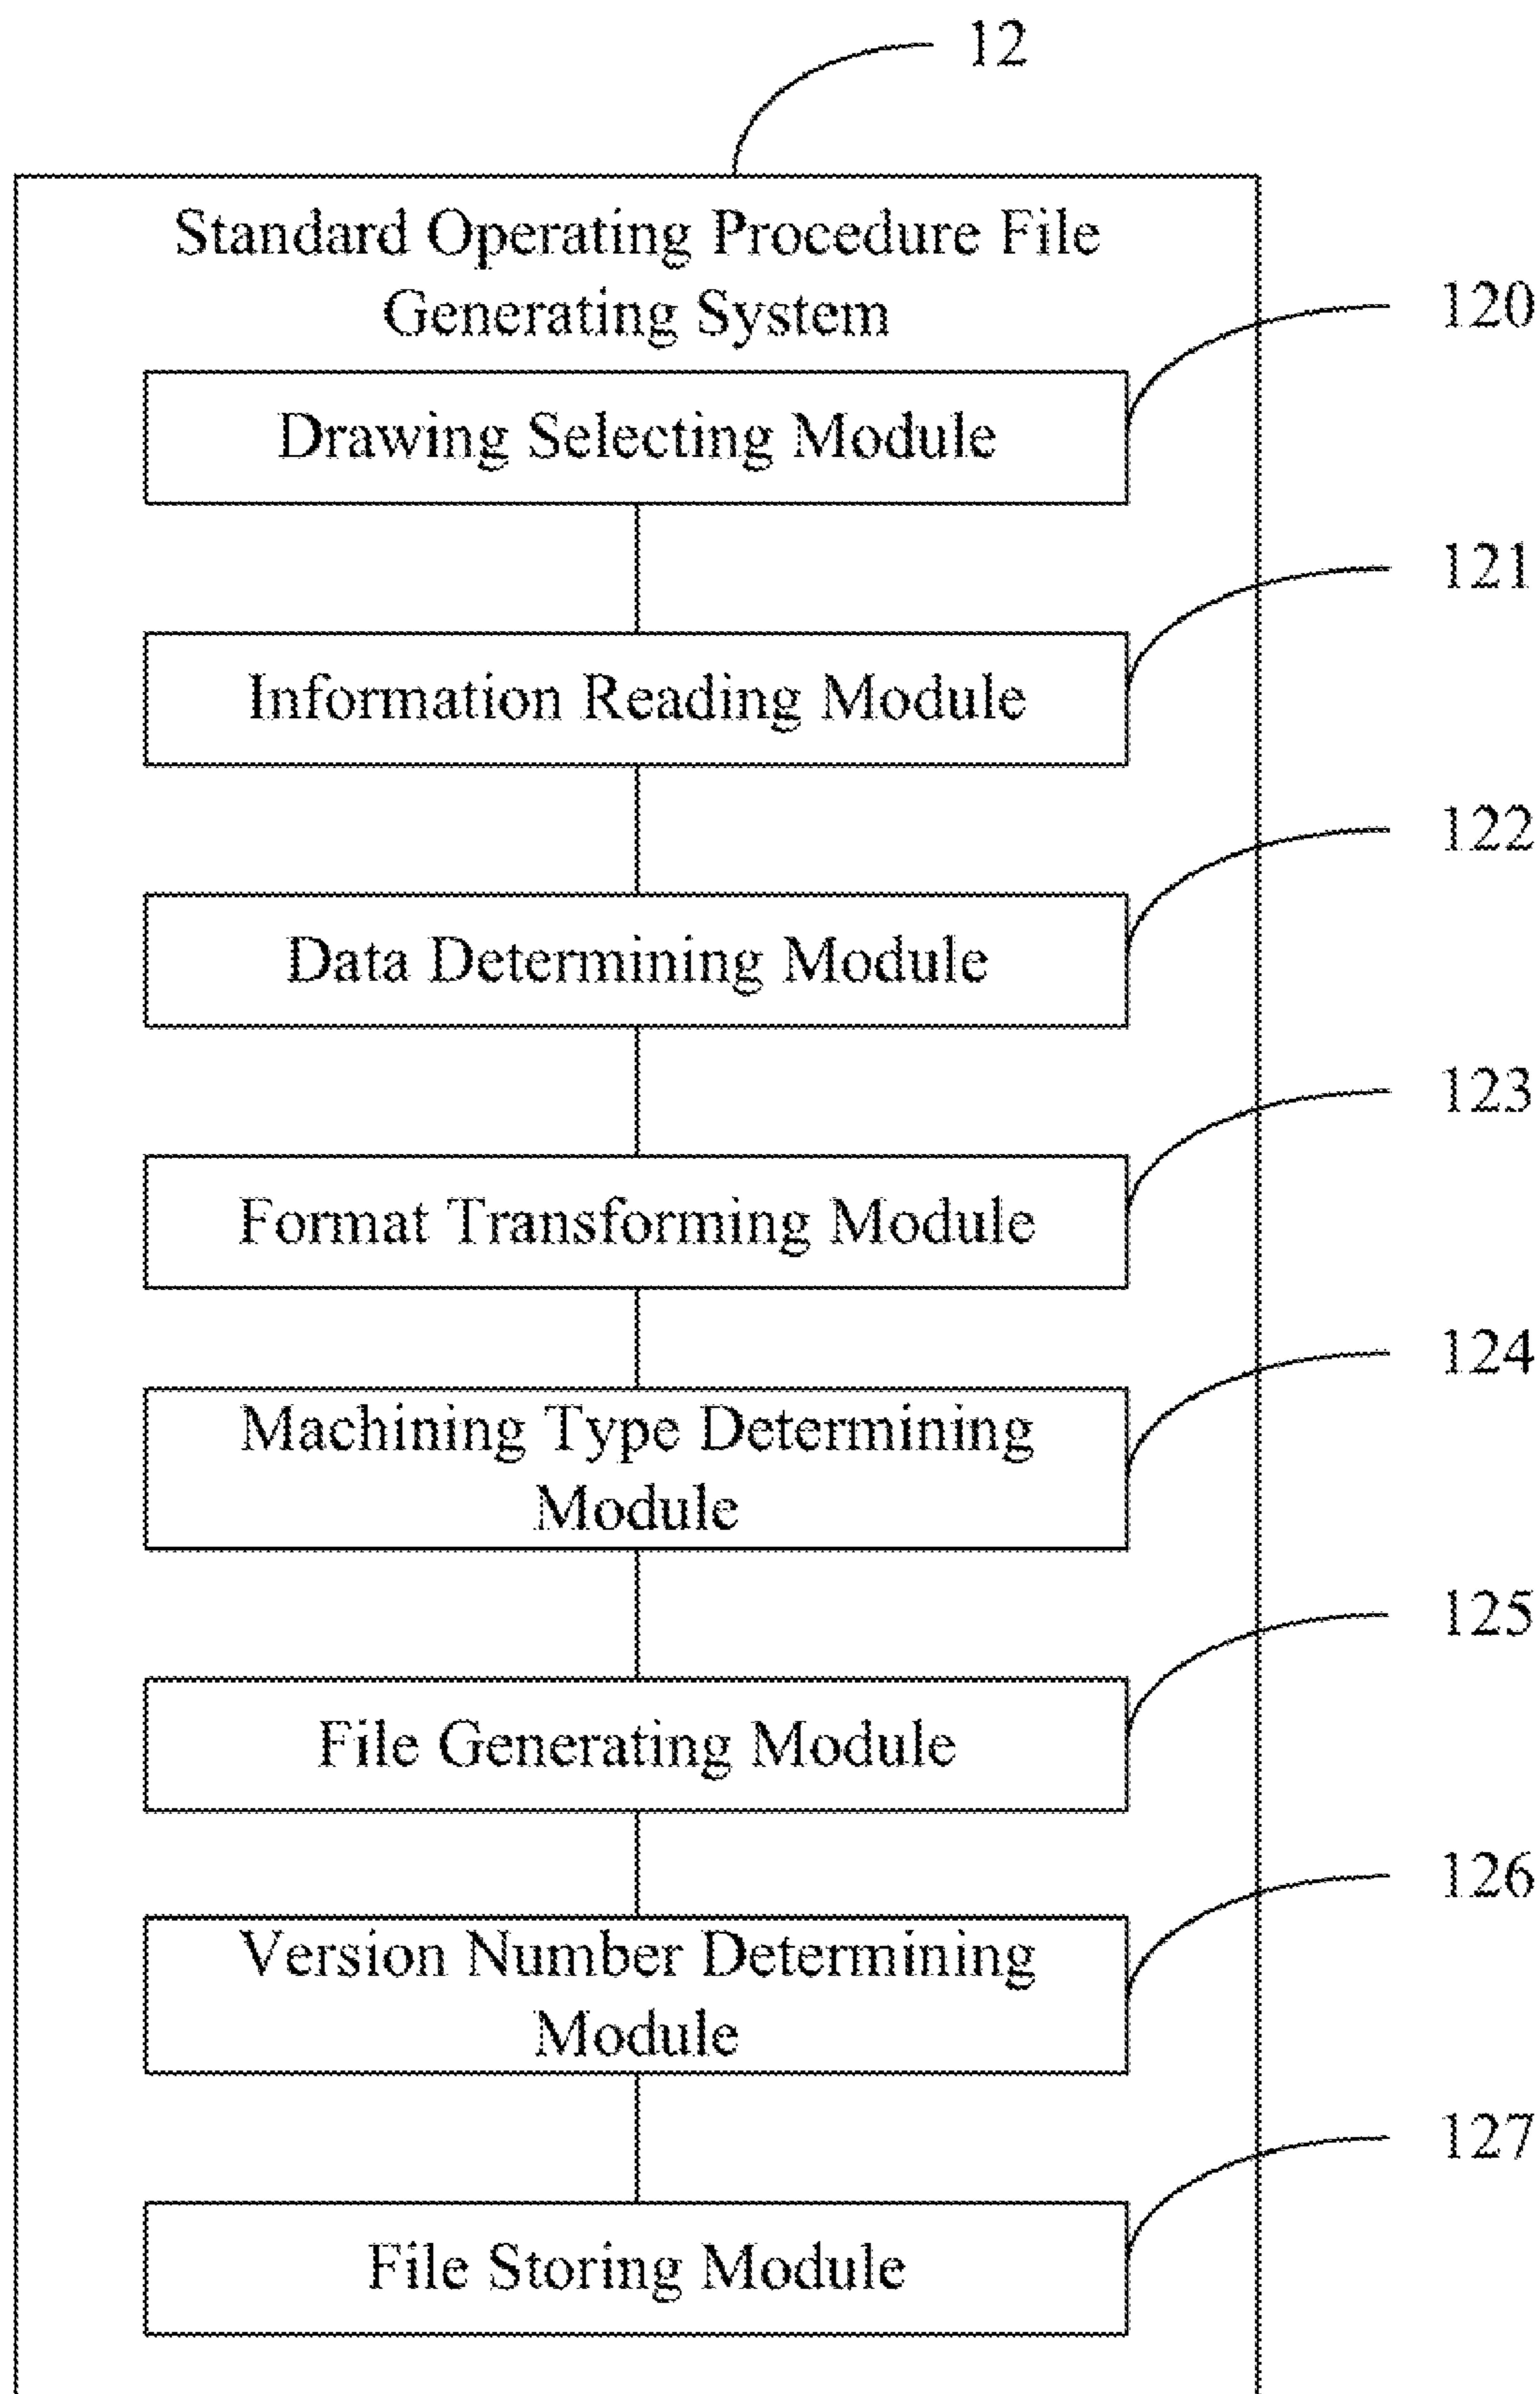 12
Standard Operating Procedure File
Generating System
120
Drawing Selecting Module
121
Information Reading Module
122
Data Determining Module
123
Format Transforming Module
124
Machining Type Determining
Module
125
File Generating Module
126
Version Number Determining
Module
127
File Storing Module